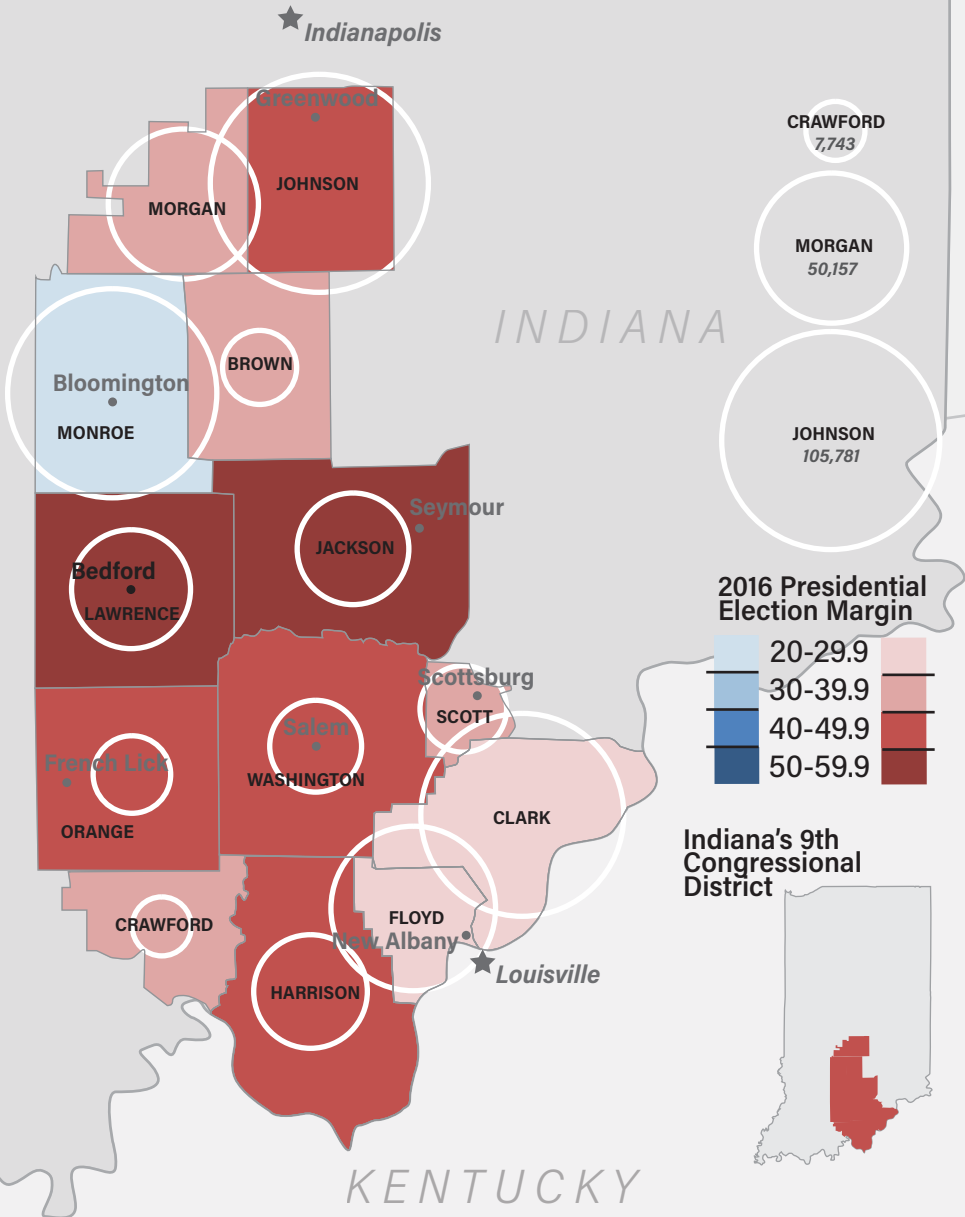 Indianapolis
Greenwood
JOHNSON
MORGAN
CRAWFORD
7,743
MORGAN
50,157
INDIANA
BROWN
Bloomington
MONROE
JOHNSON
105,781
Seymour
JACKSON
Bedford
LAWRENCE
2016 Presidential
Election Margin
20-29.9
30-39.9
40-49.9
50-59.9
Scottsburg
SCOTT
Salem
WASHINGTON
French Lick
ORANGE
CLARK
Indiana's 9th
Congressional
District
CRAWFORD
FLOYD
New Albany
Louisville
HARRISON
KENTUCKY